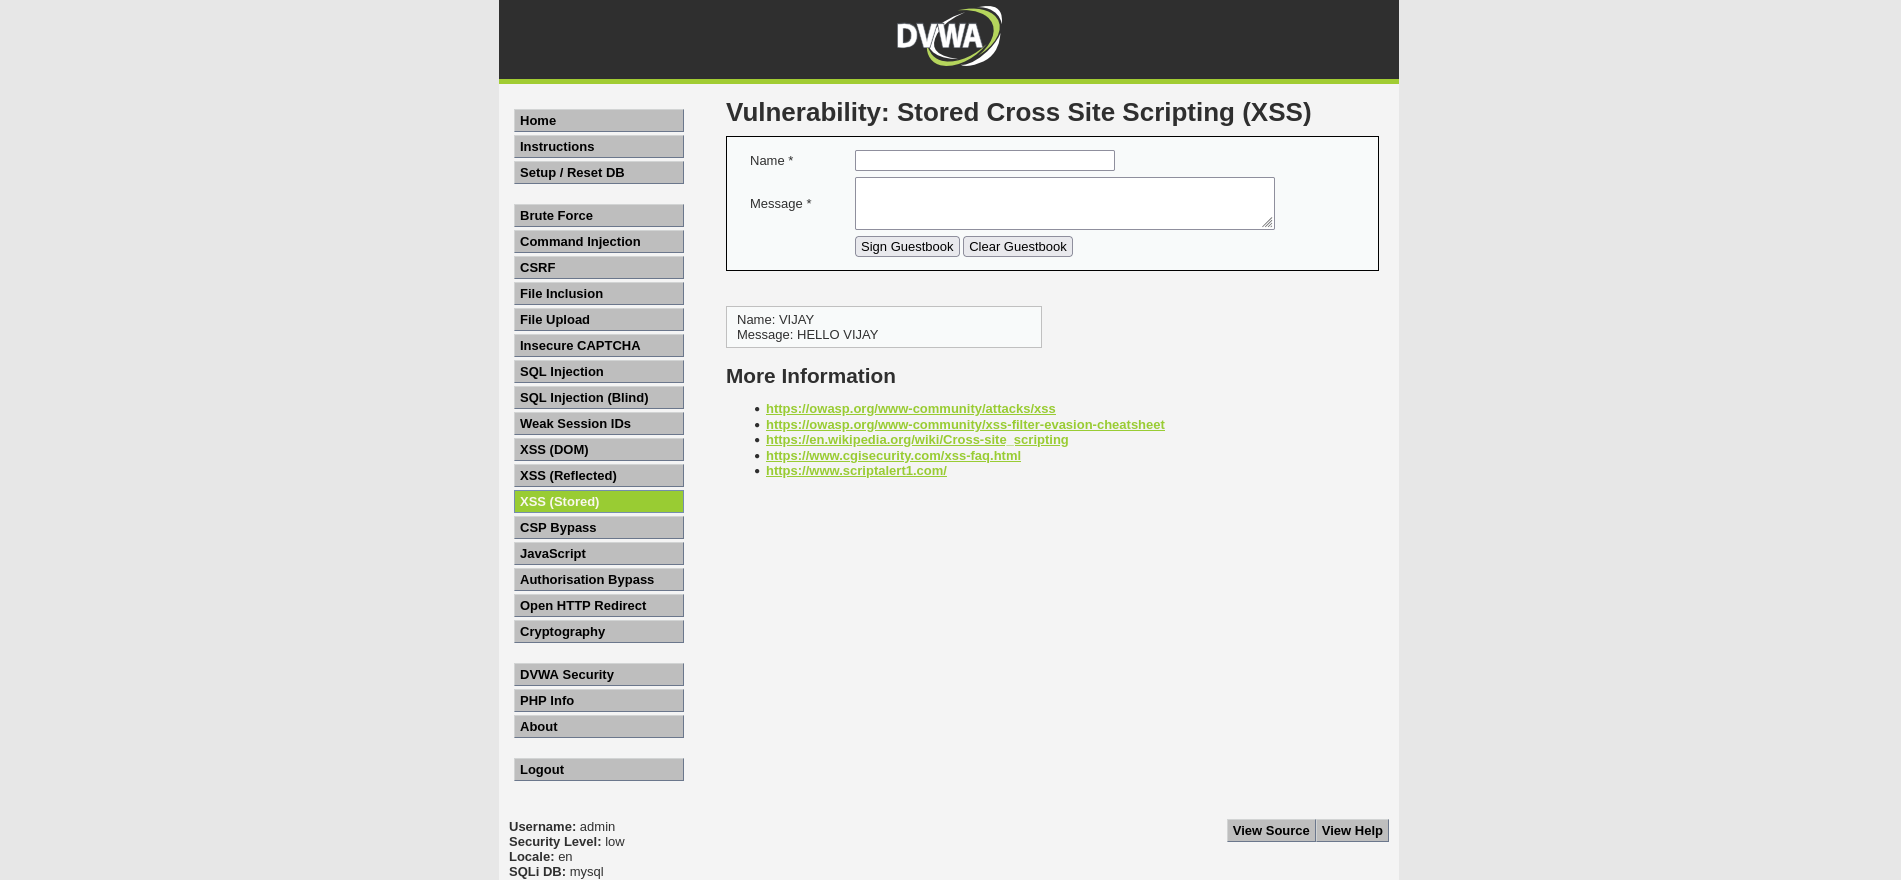 DVWA
Home
Instructions
Setup / Reset DB
Brute Force
Command Injection
CSRF
File Inclusion
File Upload
Insecure CAPTCHA
SQL Injection
SQL Injection (Blind)
Weak Session IDs
XSS (DOM)
XSS (Reflected)
XSS (Stored)
CSP Bypass
JavaScript
Authorisation Bypass
Open HTTP Redirect
Cryptography
DVWA Security
PHP Info
About
Logout
Vulnerability: Stored Cross Site Scripting (XSS)
Name *
Message *
Sign Guestbook Clear Guestbook
Name: VIJAY
Message: HELLO VIJAY
More Information
• https://owasp.org/www-community/attacks/xss
• https://owasp.org/www-community/xss-filter-evasion-cheatsheet
• https://en.wikipedia.org/wiki/Cross-site_scripting
• https://www.cgisecurity.com/xss-faq.html
• https://www.scriptalert1.com/
Username: admin
Security Level: low
Locale: en
SQLi DB: mysql
View Source View Help